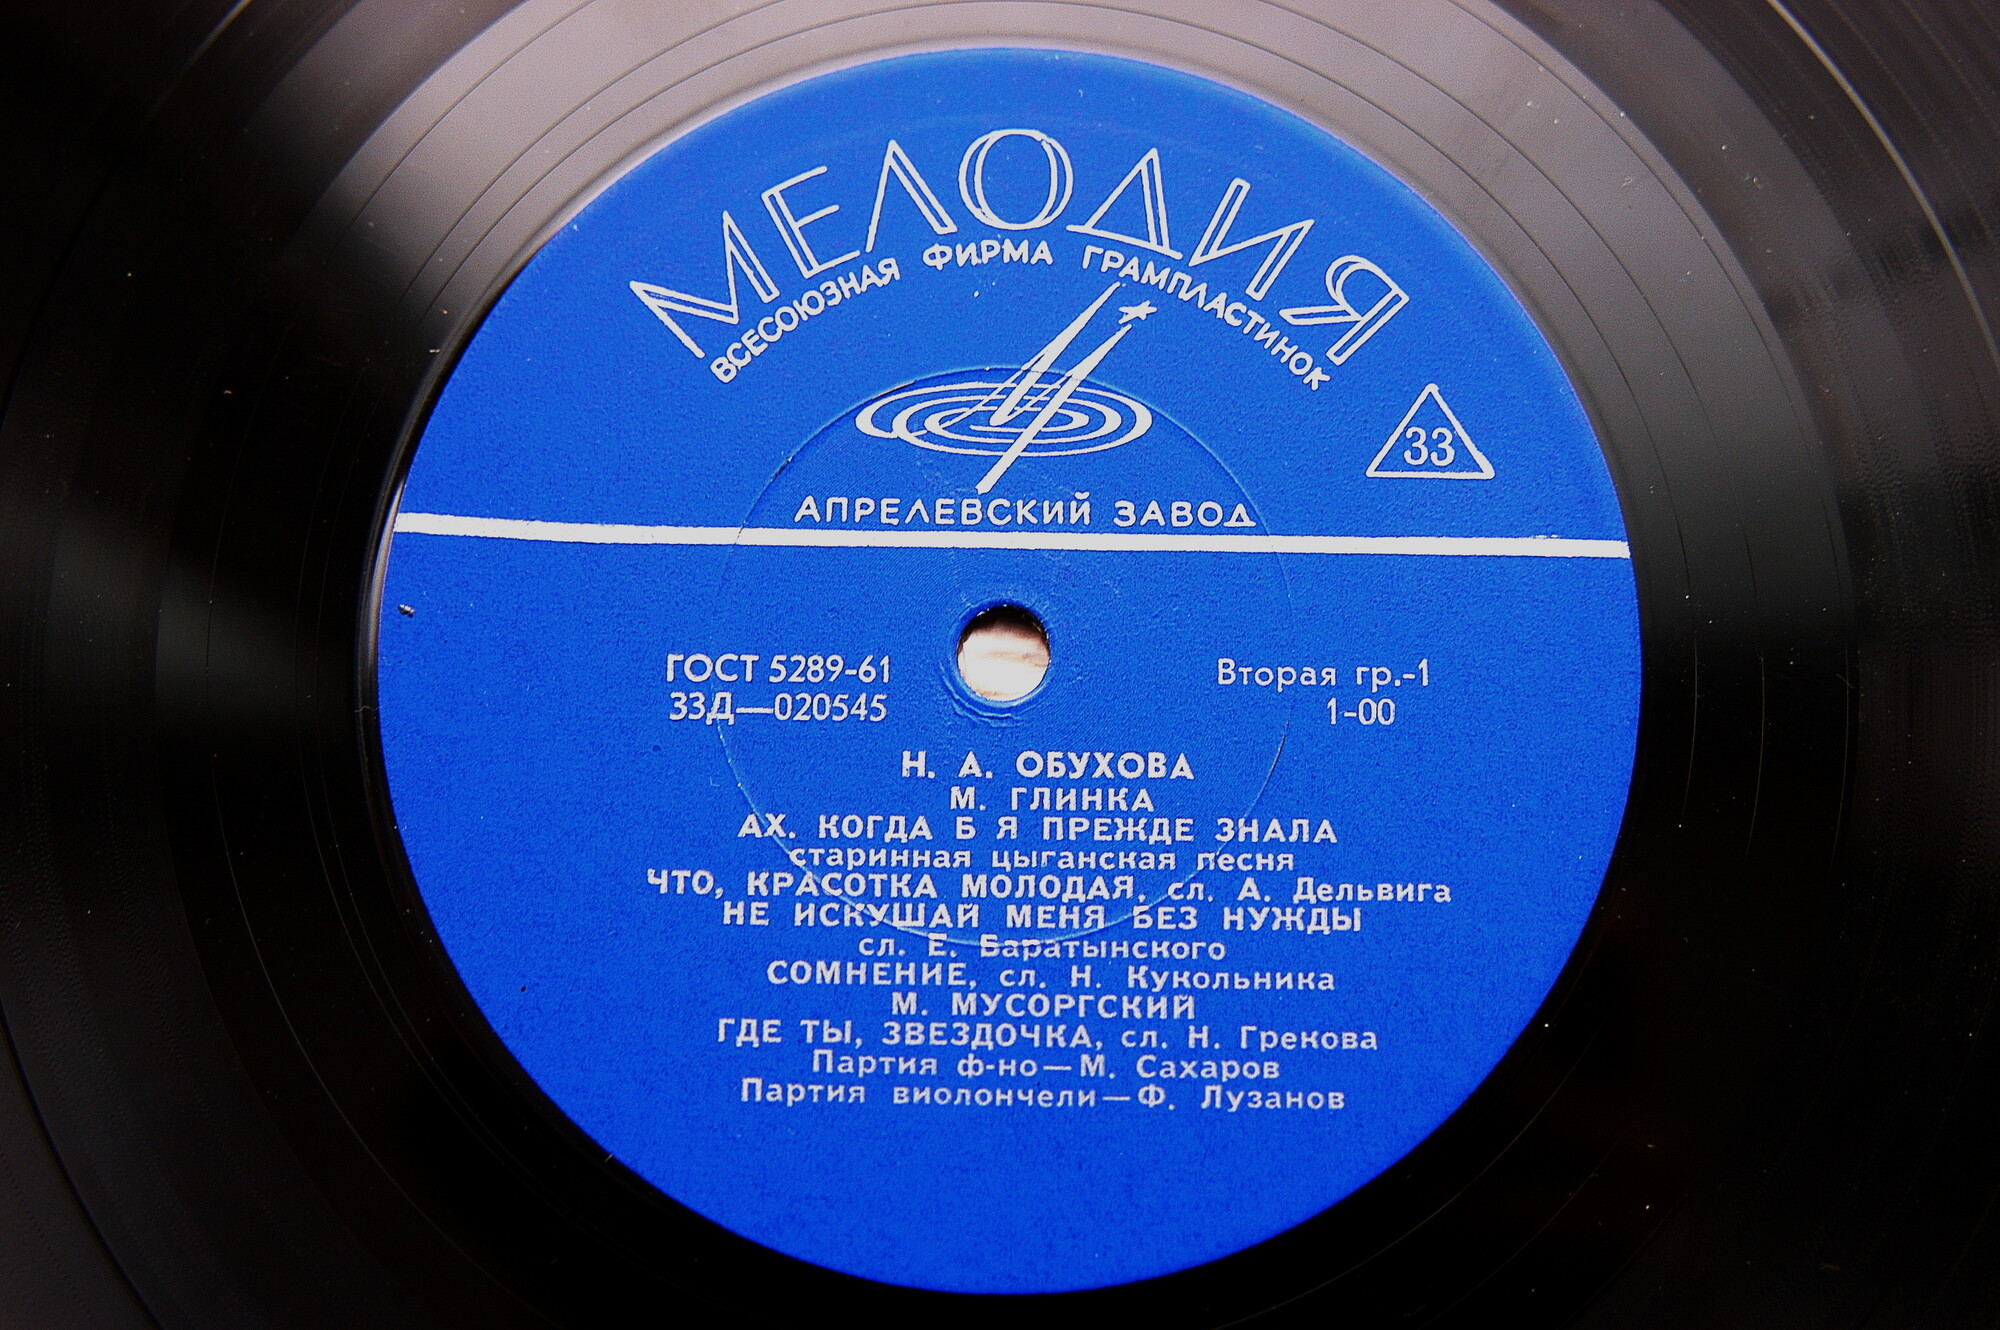 МЕЛОДИЯ
ВСЕСОЮЗНАЯ ФИРМА ГРАМПЛАСТИНОК
33
АПРЕЛЕВСКИЙ ЗАВОД
ГОСТ 5289-61
33Д—020545
Вторая гр.-1
1-00
Н. А. ОБУХОВА
М. ГЛИНКА
АХ. КОГДА Б Я ПРЕЖДЕ ЗНАЛА
старинная цыганская песня
ЧТО, КРАСОТКА МОЛОДАЯ, сл. А. Дельвига
НЕ ИСКУШАЙ МЕНЯ БЕЗ НУЖДЫ
сл. Е. Баратынского
СОМНЕНИЕ, сл. Н. Кукольника
М. МУСОРГСКИЙ
ГДЕ ТЫ, ЗВЕЗДОЧКА, сл. Н. Грекова
Партия ф-но—М. Сахаров
Партия виолончели—Ф. Лузанов